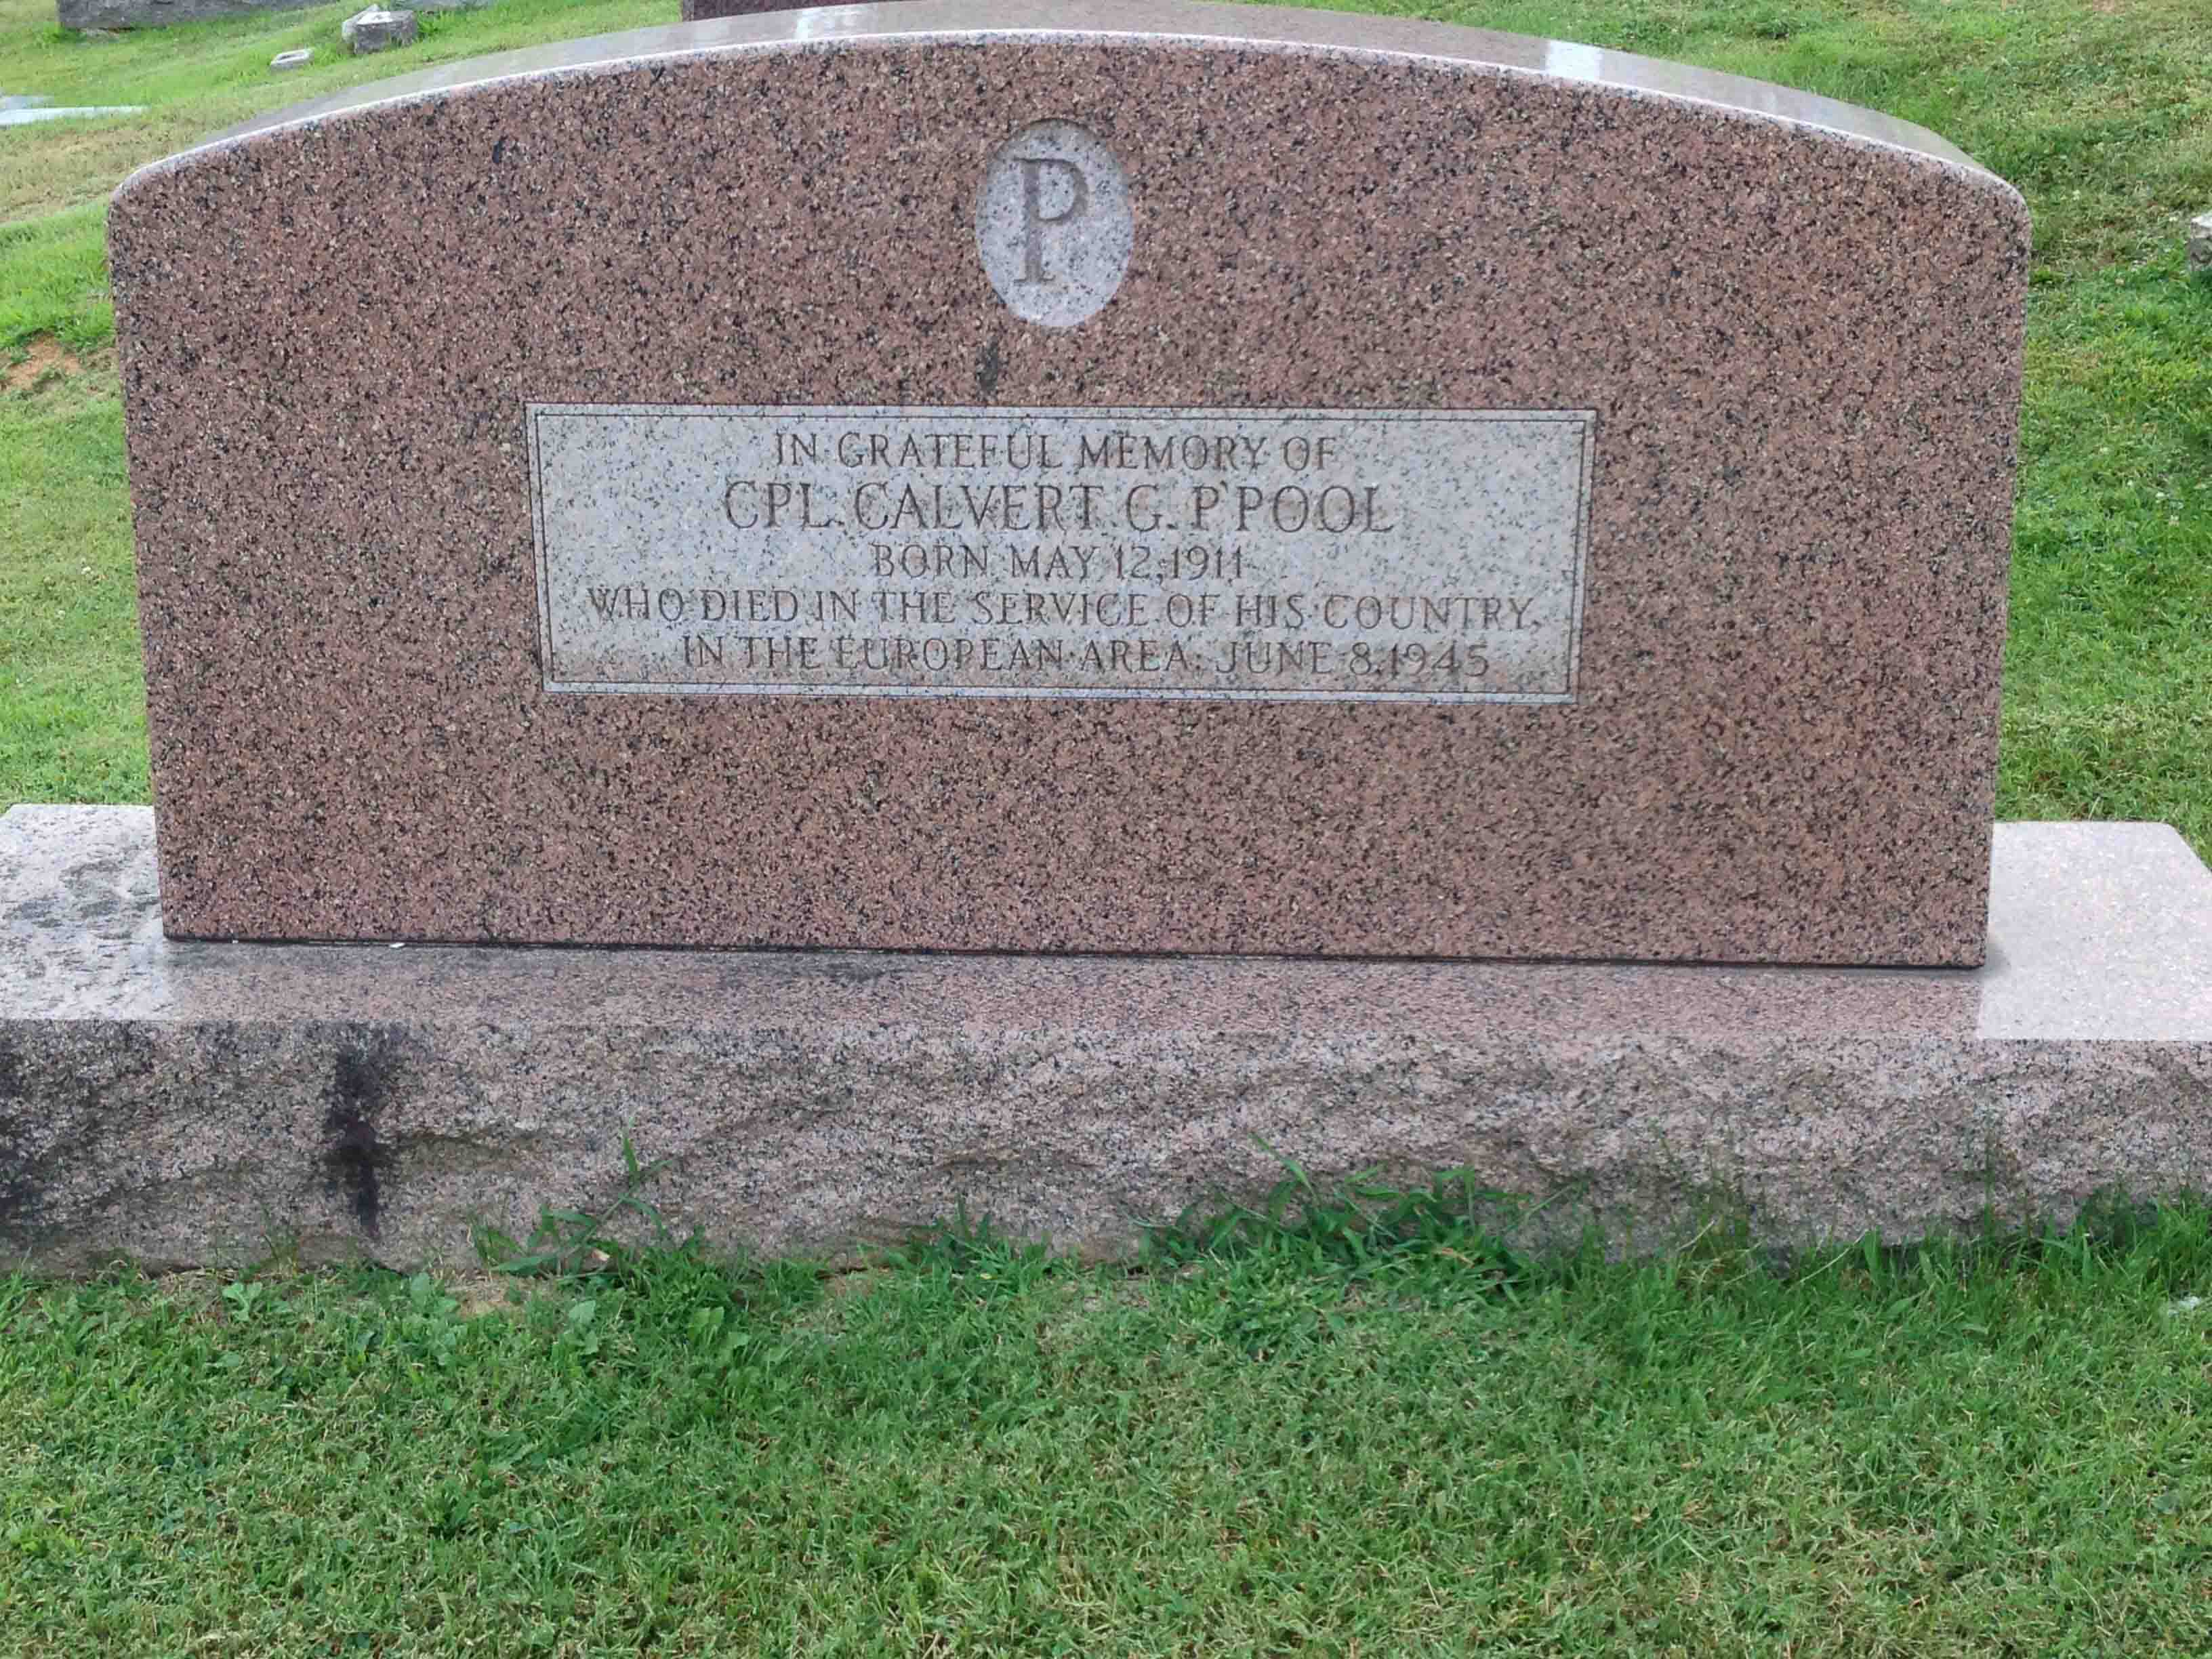 P
IN GRATEFUL MEMORY OF
CPL. CALVERT G. P'POOL
BORN MAY 12, 1911
WHO DIED IN THE SERVICE OF HIS COUNTRY,
IN THE EUROPEAN AREA. JUNE 8, 1945